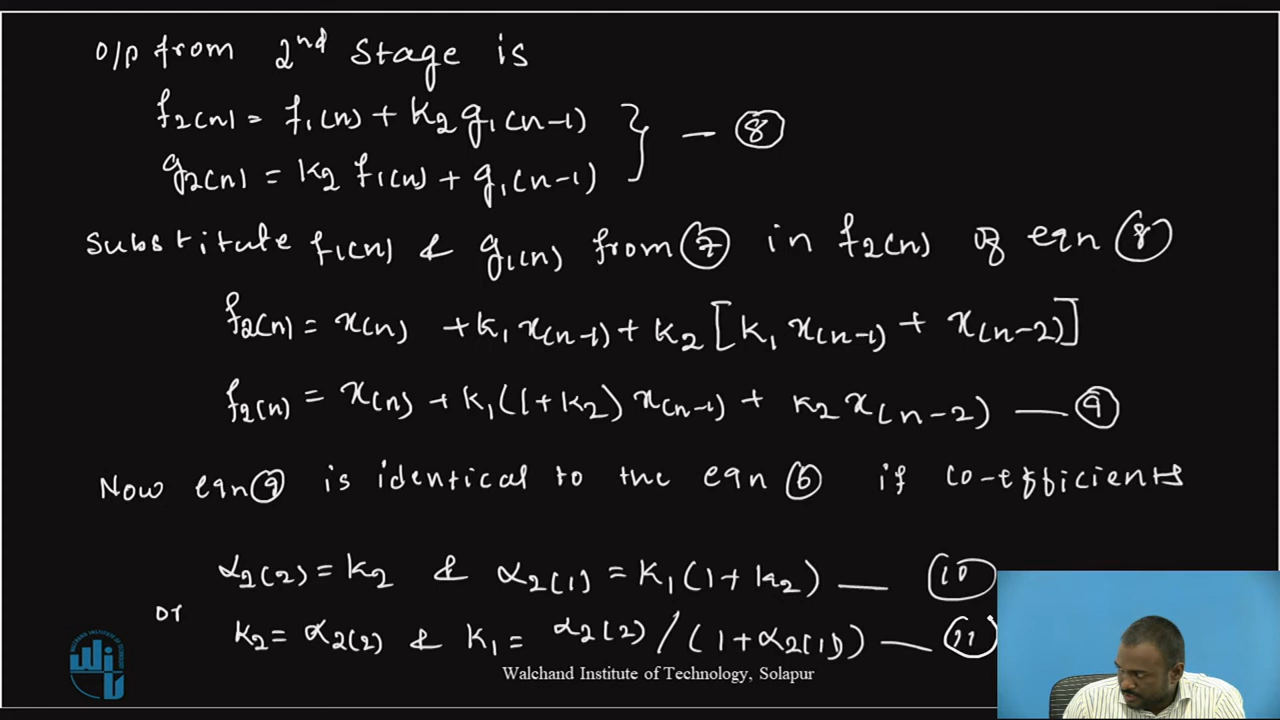 o/p from 2nd stage is
f2(n) = f1(n) + K2 g1(n-1)
g2(n) = K2 f1(n) + g1(n-1) } — ⑧
Substitute f1(n) & g1(n) from ⑦ in f2(n) of eqn ⑧
f2(n) = x(n) + K1 x(n-1) + K2 [K1 x(n-1) + x(n-2)]
f2(n) = x(n) + K1(1+K2) x(n-1) + K2 x(n-2) — ⑨
Now eqn ⑨ is identical to the eqn ⑥ if co-efficients
α2(2) = K2 & α2(1) = K1(1+K2) — ⑩
or
K2 = α2(2) & K1 = α2(2) / (1+α2(1)) — ⑪
Walchand Institute of Technology, Solapur